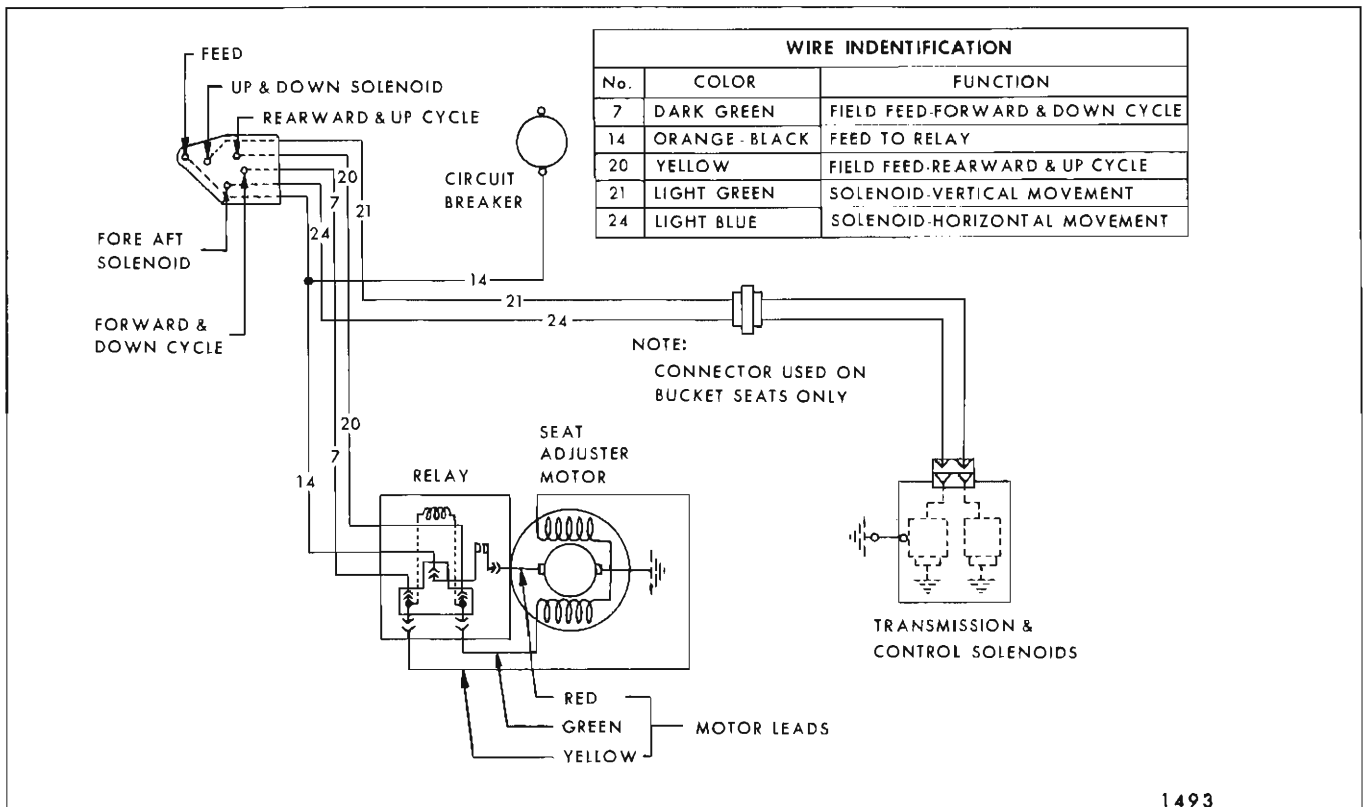 FEED
UP & DOWN SOLENOID
REARWARD & UP CYCLE
20
7
21
24
FORE AFT
SOLENOID
FORWARD &
DOWN CYCLE
CIRCUIT
BREAKER
WIRE INDENTIFICATION
No. COLOR FUNCTION
7 DARK GREEN FIELD FEED-FORWARD & DOWN CYCLE
14 ORANGE-BLACK FEED TO RELAY
20 YELLOW FIELD FEED-REARWARD & UP CYCLE
21 LIGHT GREEN SOLENOID-VERTICAL MOVEMENT
24 LIGHT BLUE SOLENOID-HORIZONTAL MOVEMENT
14
21
24
NOTE:
CONNECTOR USED ON
BUCKET SEATS ONLY
20
7
14
RELAY
SEAT
ADJUSTER
MOTOR
TRANSMISSION &
CONTROL SOLENOIDS
RED
GREEN
YELLOW
MOTOR LEADS
1493